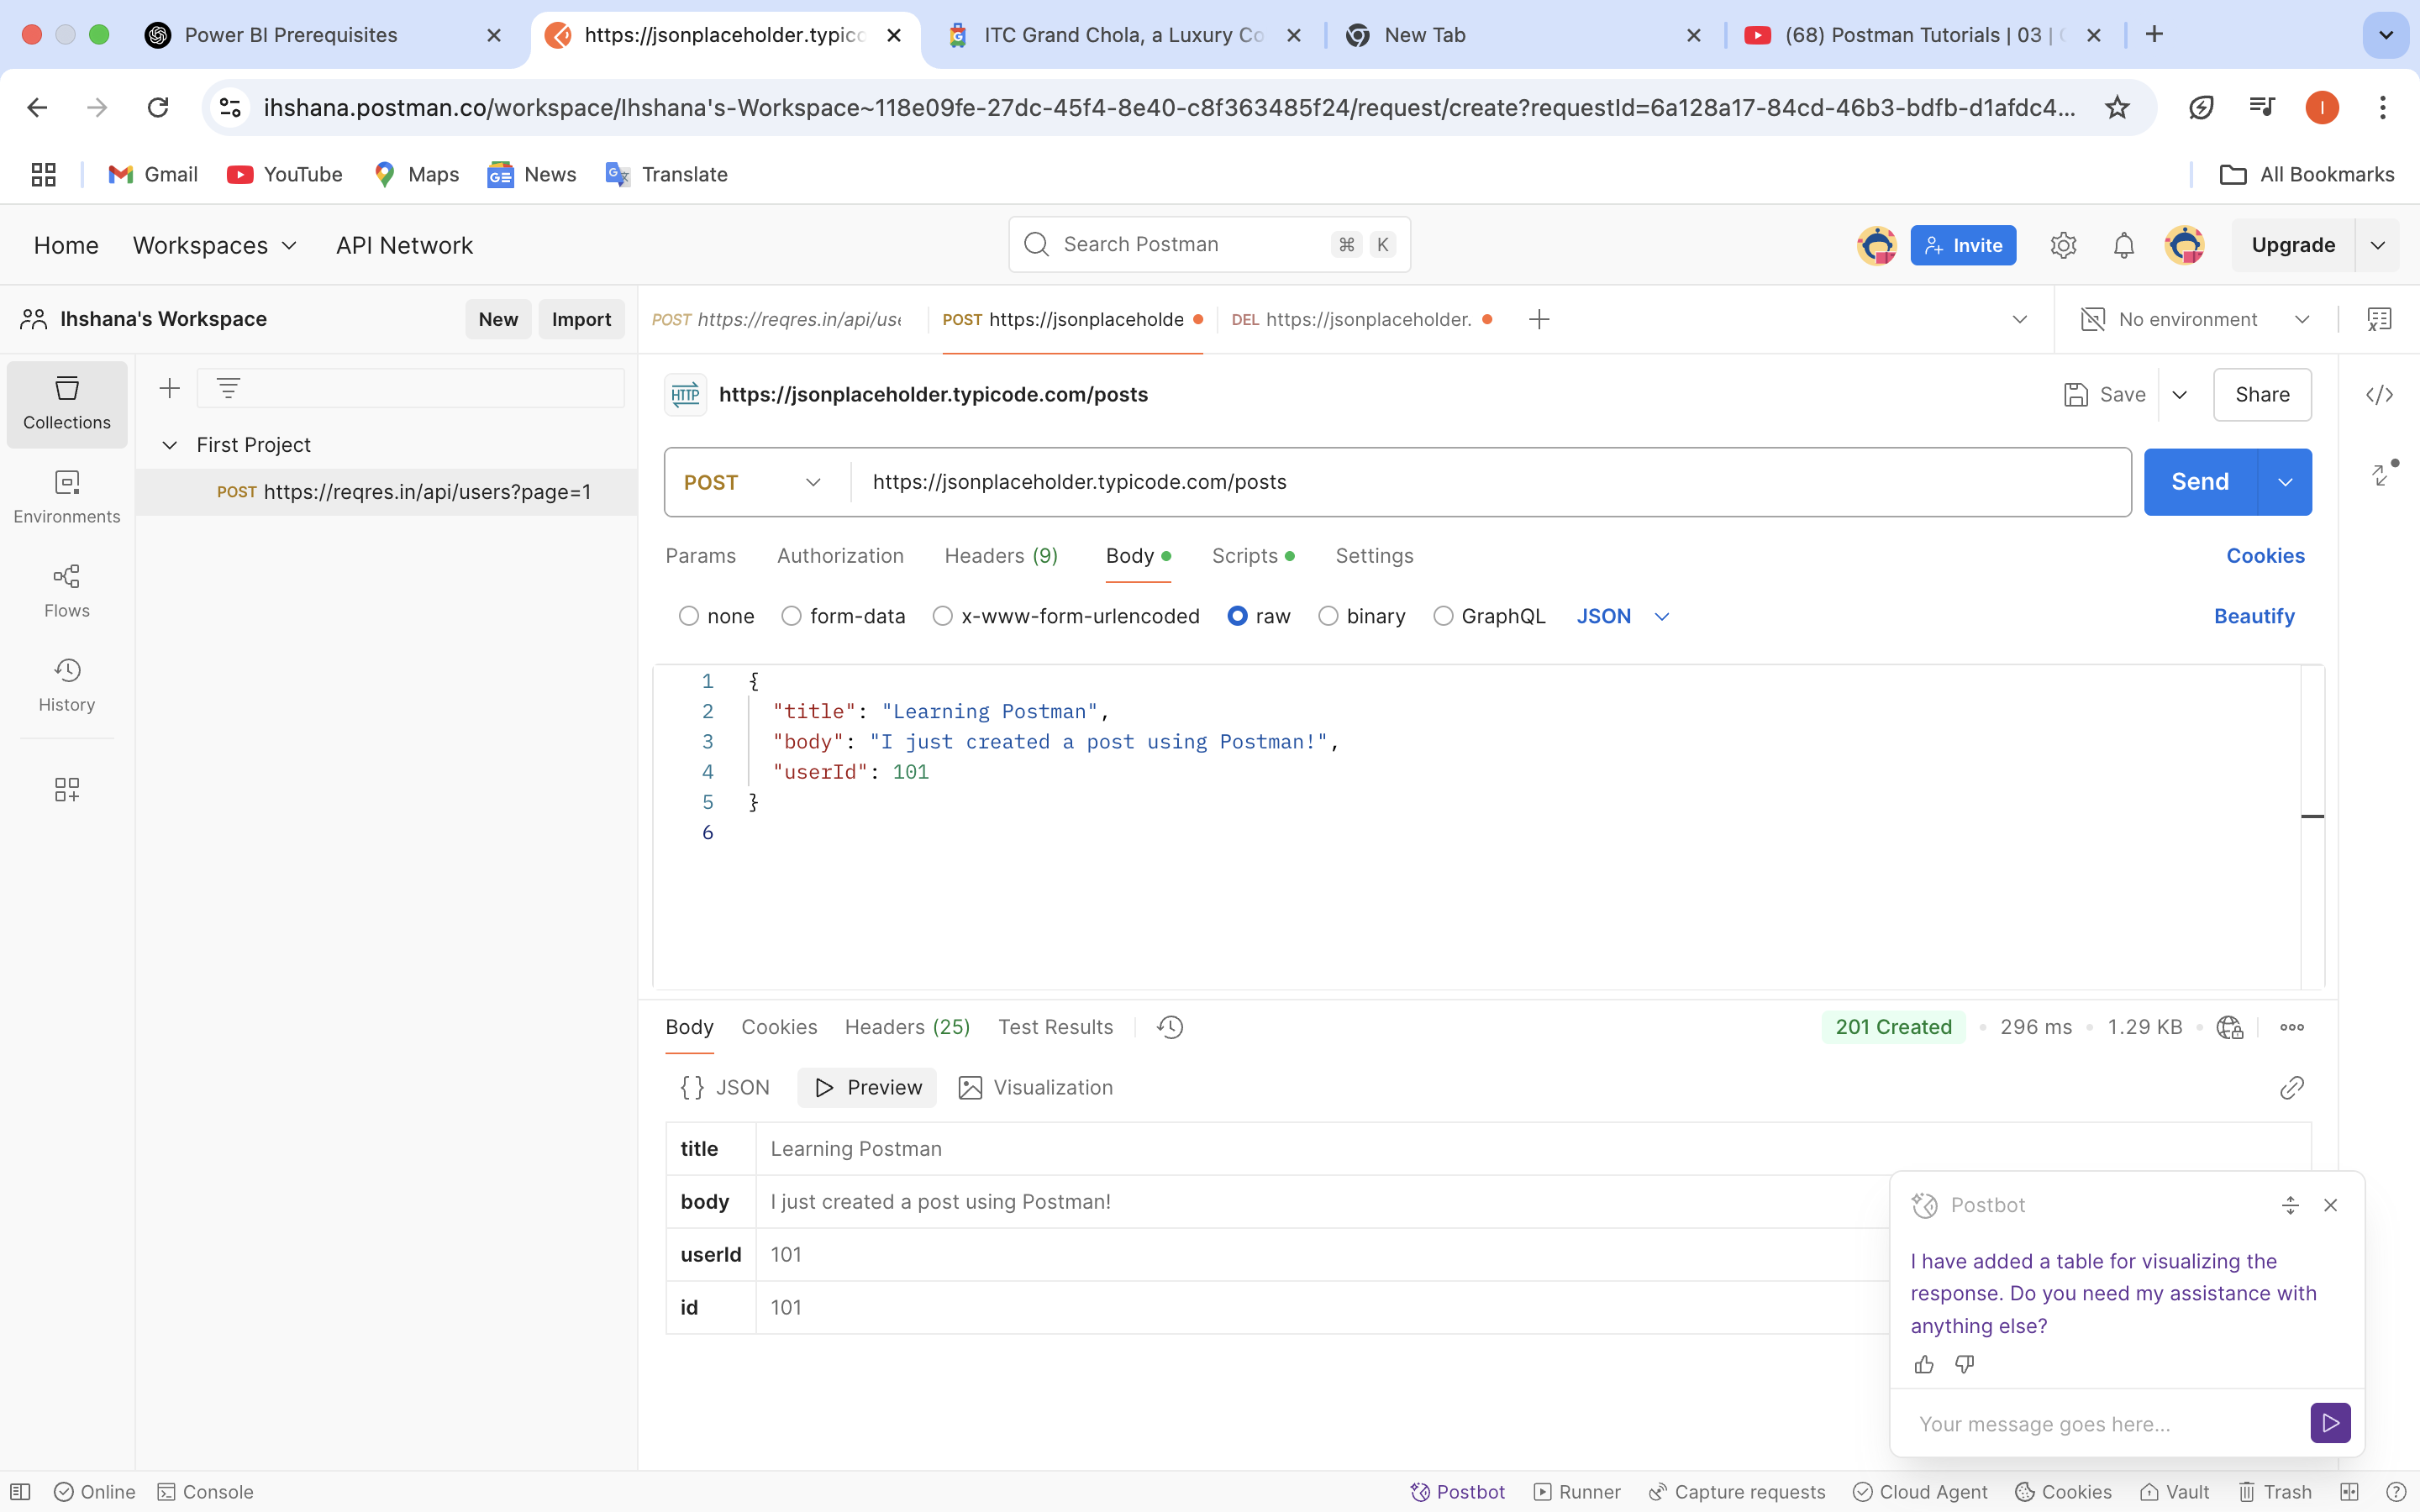 Power BI Prerequisites
https://jsonplaceholder.typic
ITC Grand Chola, a Luxury Co
New Tab
(68) Postman Tutorials | 03 |
ihshana.postman.co/workspace/Ihshana's-Workspace~118e09fe-27dc-45f4-8e40-c8f363485f24/request/create?requestId=6a128a17-84cd-46b3-bdfb-d1afdc4...
I
Gmail
YouTube
Maps
News
Translate
All Bookmarks
Home
Workspaces
API Network
Search Postman
⌘ K
Invite
Upgrade
Ihshana's Workspace
New
Import
POST https://reqres.in/api/use
POST https://jsonplaceholde
DEL https://jsonplaceholder.
No environment
Collections
Environments
Flows
History
First Project
POST https://reqres.in/api/users?page=1
HTTP
https://jsonplaceholder.typicode.com/posts
Save
Share
POST
https://jsonplaceholder.typicode.com/posts
Send
Params
Authorization
Headers (9)
Body
Scripts
Settings
Cookies
none
form-data
x-www-form-urlencoded
raw
binary
GraphQL
JSON
Beautify
1 {
2 "title": "Learning Postman",
3 "body": "I just created a post using Postman!",
4 "userId": 101
5 }
6
Body
Cookies
Headers (25)
Test Results
201 Created
296 ms
1.29 KB
{} JSON
Preview
Visualization
title Learning Postman
body I just created a post using Postman!
userId 101
id 101
Postbot
I have added a table for visualizing the
response. Do you need my assistance with
anything else?
Your message goes here...
Online
Console
Postbot
Runner
Capture requests
Cloud Agent
Cookies
Vault
Trash